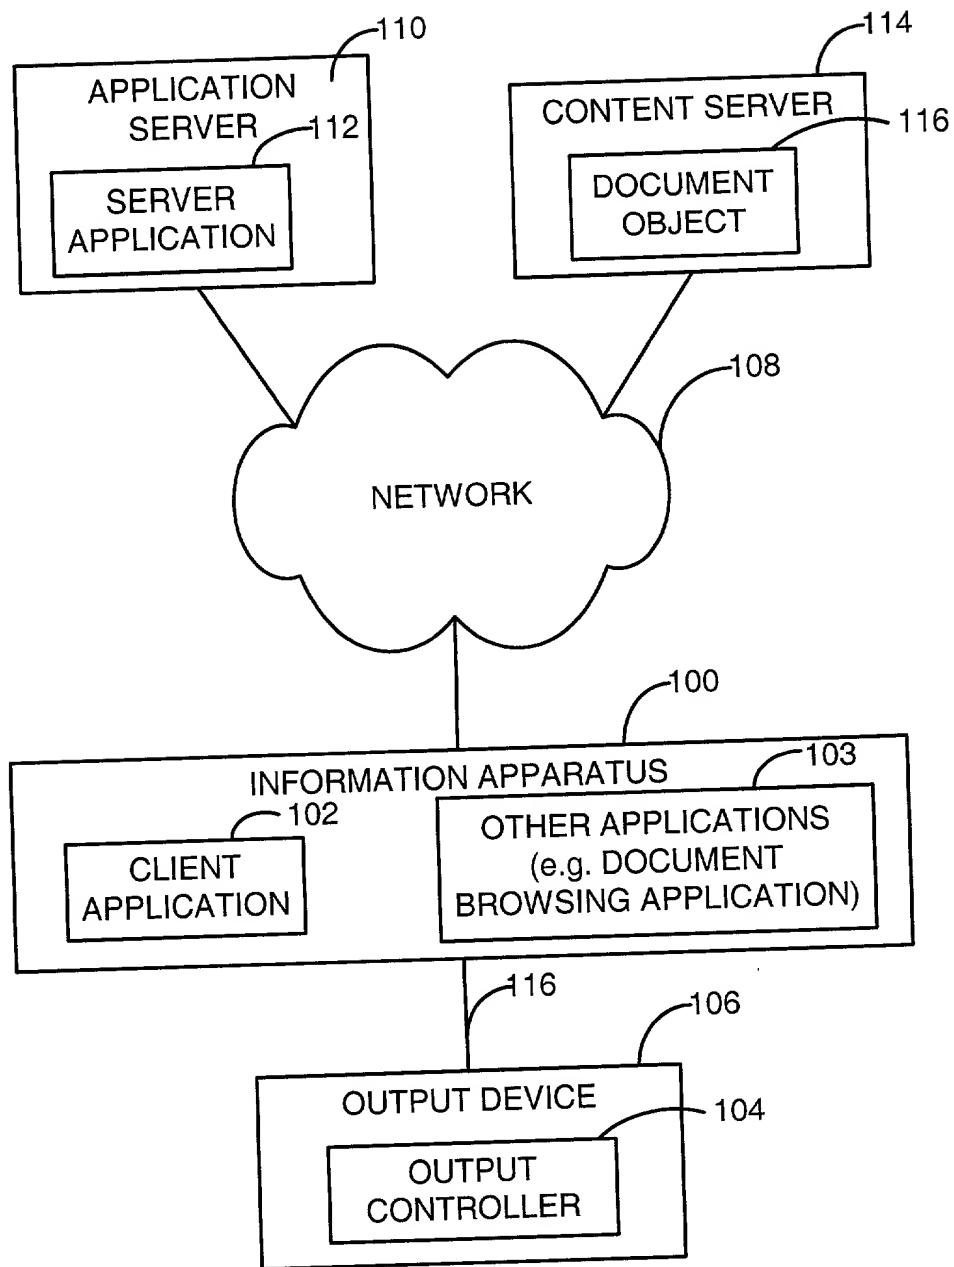 110
APPLICATION
SERVER
112
SERVER
APPLICATION
114
CONTENT SERVER
116
DOCUMENT
OBJECT
108
NETWORK
100
INFORMATION APPARATUS
103
102
CLIENT
APPLICATION
OTHER APPLICATIONS
(e.g. DOCUMENT
BROWSING APPLICATION)
116
106
OUTPUT DEVICE
104
OUTPUT
CONTROLLER